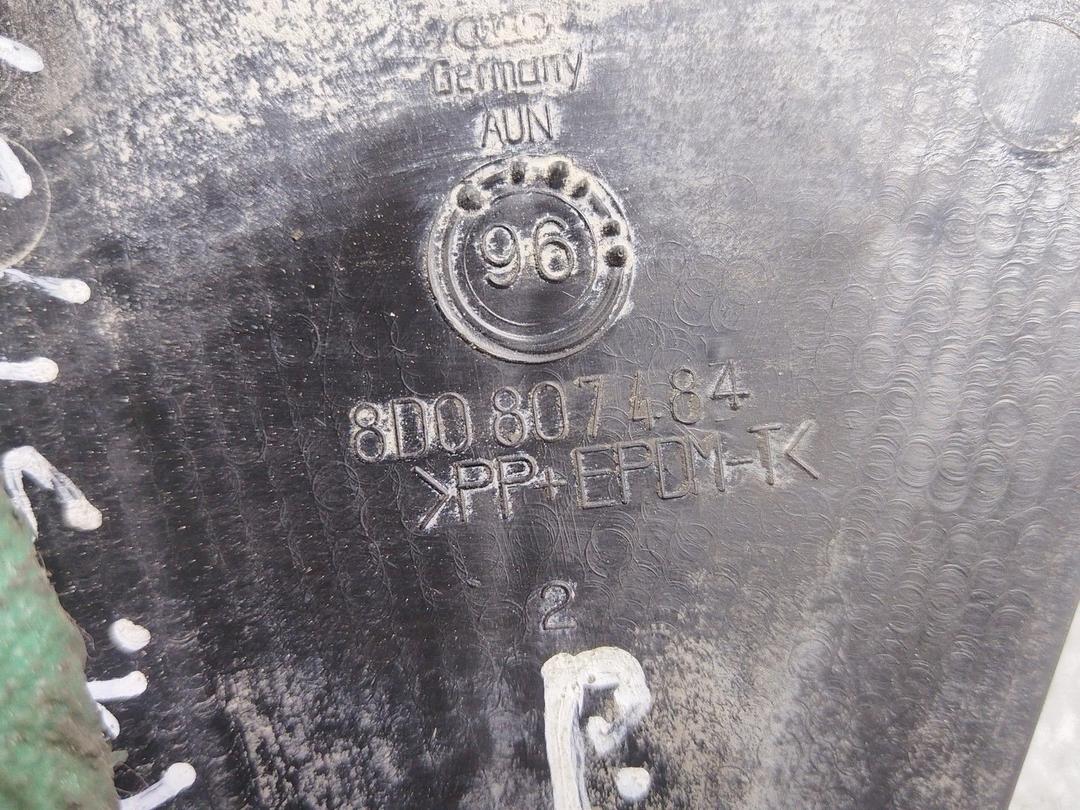 Germany
AUN
96
8D0 807 484
>PP+EPDM-T<
2
P.